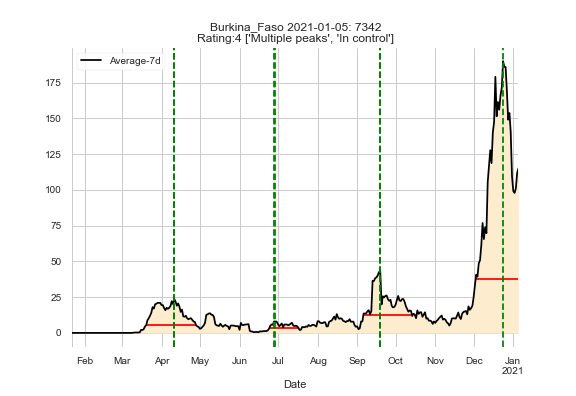 Burkina_Faso 2021-01-05: 7342
Rating:4 ['Multiple peaks', 'In control']
Average-7d
175
150
125
100
75
50
25
0
Feb Mar Apr May Jun Jul Aug Sep Oct Nov Dec Jan
2021
Date